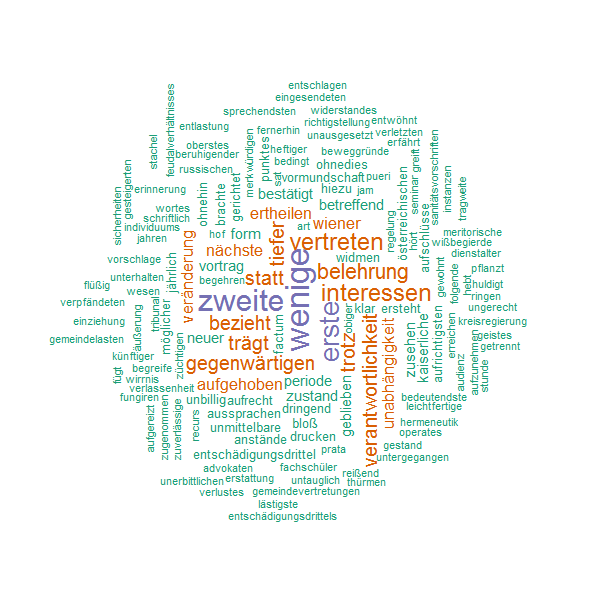 entschlagen
eingesendeten
sprechendsten
widerstandes
entlastung
fernerhin
richtigstellung
entwöhnt
feudalverhältnisses
stachel
oberstes
heftiger
unausgesetzt
verletzten
beruhigender
merkwürdigen
punktes
bedingt
beweggründe
erfährt
russischen
sat
ohnedies
greift
gesteigerten
sicherheiten
erinnerung
ohnehin
brachte
gerichtet
vormundschaft
pueri
seminar
sanitätsvorschriften
instanzen
tragweite
wortes
bestätigt
hiezu
jam
österreichischen
schriftlich
ertheilen
betreffend
aufschlüsse
individuums
hof
form
art
wiener
regelung
hört
meritorische
jahren
veränderung
nächste
tiefer
vertreten
wißbegierde
vorschlage
jährlich
vortrag
widmen
dienstalter
unterhalten
begehren
statt
wenige
belehrung
gewohnt
folgende
pflanzt
flüßig
wesen
möglicher
zweite
interessen
hebt
huldigt
verpfändeten
tribunal
obiger
klar
ersteht
ringen
einziehung
äußerung
bezieht
factum
erste
kaiserliche
ungerecht
gemeindelasten
neuer
trägt
trotz
verantwortlichkeit
unabhängigkeit
zusehen
aufrichtigsten
erreichen
kreisregierung
künftiger
züchtigen
gegenwärtigen
geistes
begreife
audienz
aufzunehmen
getrennt
fügt
wirrnis
aufgehoben
periode
stunde
verlassenheit
zustand
geblieben
fungiren
zugenommen
zuverlässige
unbillig
aufrecht
dringend
bedeutendste
leichtfertige
aufgereizt
recurs
aussprachen
bloß
hermeneutik
unmittelbare
drucken
operates
anstände
gestand
entschädigungsdrittel
prata
untergegangen
advokaten
fachschüler
reißend
unerbittlichen
erstattung
untauglich
thürmen
verlustes
gemeindevertretungen
lästigste
entschädigungsdrittels